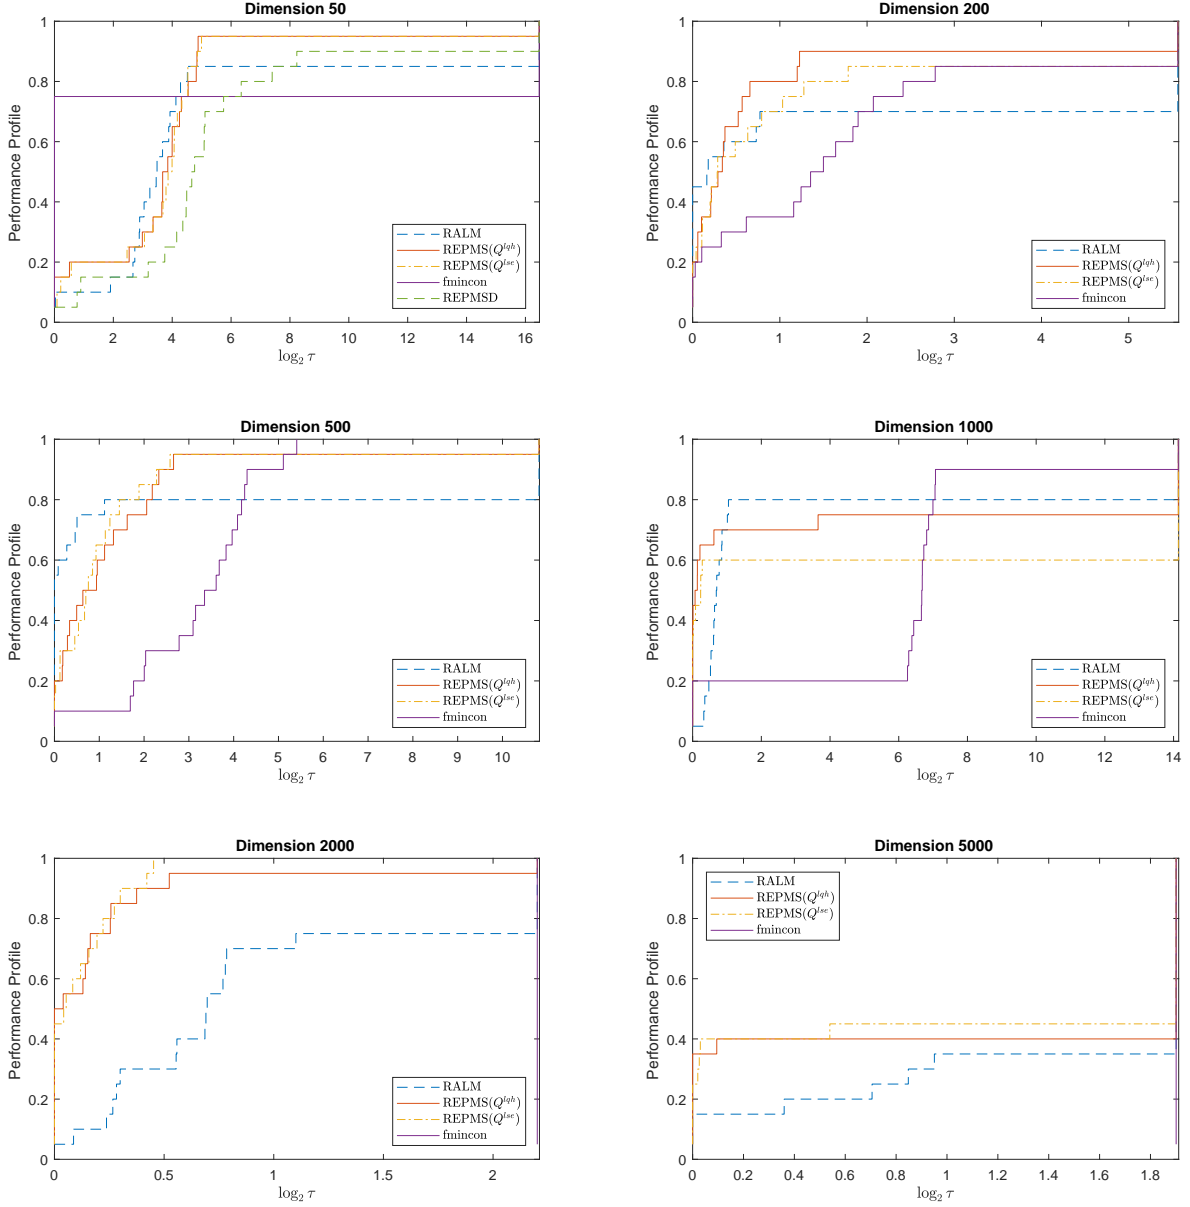 Dimension 50
Performance Profile
1
0.8
0.6
0.4
0.2
0
0 2 4 6 8 10 12 14 16
log₂ τ
RALM
REPMS(Q^{lqh})
REPMS(Q^{lse})
fmincon
REPMSD
Dimension 200
Performance Profile
1
0.8
0.6
0.4
0.2
0
0 1 2 3 4 5
log₂ τ
RALM
REPMS(Q^{lqh})
REPMS(Q^{lse})
fmincon
Dimension 500
Performance Profile
1
0.8
0.6
0.4
0.2
0
0 1 2 3 4 5 6 7 8 9 10
log₂ τ
RALM
REPMS(Q^{lqh})
REPMS(Q^{lse})
fmincon
Dimension 1000
Performance Profile
1
0.8
0.6
0.4
0.2
0
0 2 4 6 8 10 12 14
log₂ τ
RALM
REPMS(Q^{lqh})
REPMS(Q^{lse})
fmincon
Dimension 2000
Performance Profile
1
0.8
0.6
0.4
0.2
0
0 0.5 1 1.5 2
log₂ τ
RALM
REPMS(Q^{lqh})
REPMS(Q^{lse})
fmincon
Dimension 5000
Performance Profile
1
0.8
0.6
0.4
0.2
0
0 0.2 0.4 0.6 0.8 1 1.2 1.4 1.6 1.8
log₂ τ
RALM
REPMS(Q^{lqh})
REPMS(Q^{lse})
fmincon